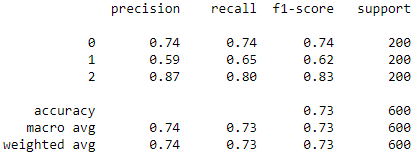 precision recall f1-score support
0 0.74 0.74 0.74 200
1 0.59 0.65 0.62 200
2 0.87 0.80 0.83 200
accuracy 0.73 600
macro avg 0.74 0.73 0.73 600
weighted avg 0.74 0.73 0.73 600